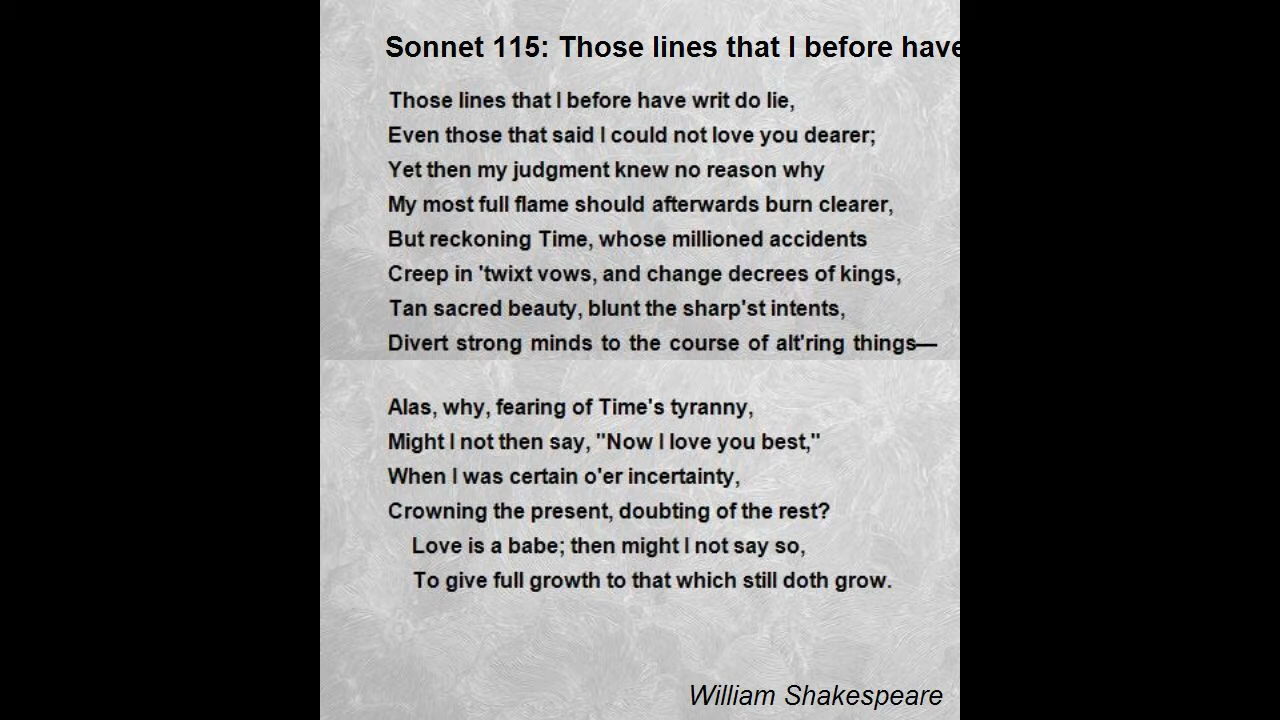 Sonnet 115: Those lines that I before have
Those lines that I before have writ do lie,
Even those that said I could not love you dearer;
Yet then my judgment knew no reason why
My most full flame should afterwards burn clearer,
But reckoning Time, whose millioned accidents
Creep in 'twixt vows, and change decrees of kings,
Tan sacred beauty, blunt the sharp'st intents,
Divert strong minds to the course of alt'ring things—
Alas, why, fearing of Time's tyranny,
Might I not then say, "Now I love you best,"
When I was certain o'er incertainty,
Crowning the present, doubting of the rest?
Love is a babe; then might I not say so,
To give full growth to that which still doth grow.
William Shakespeare